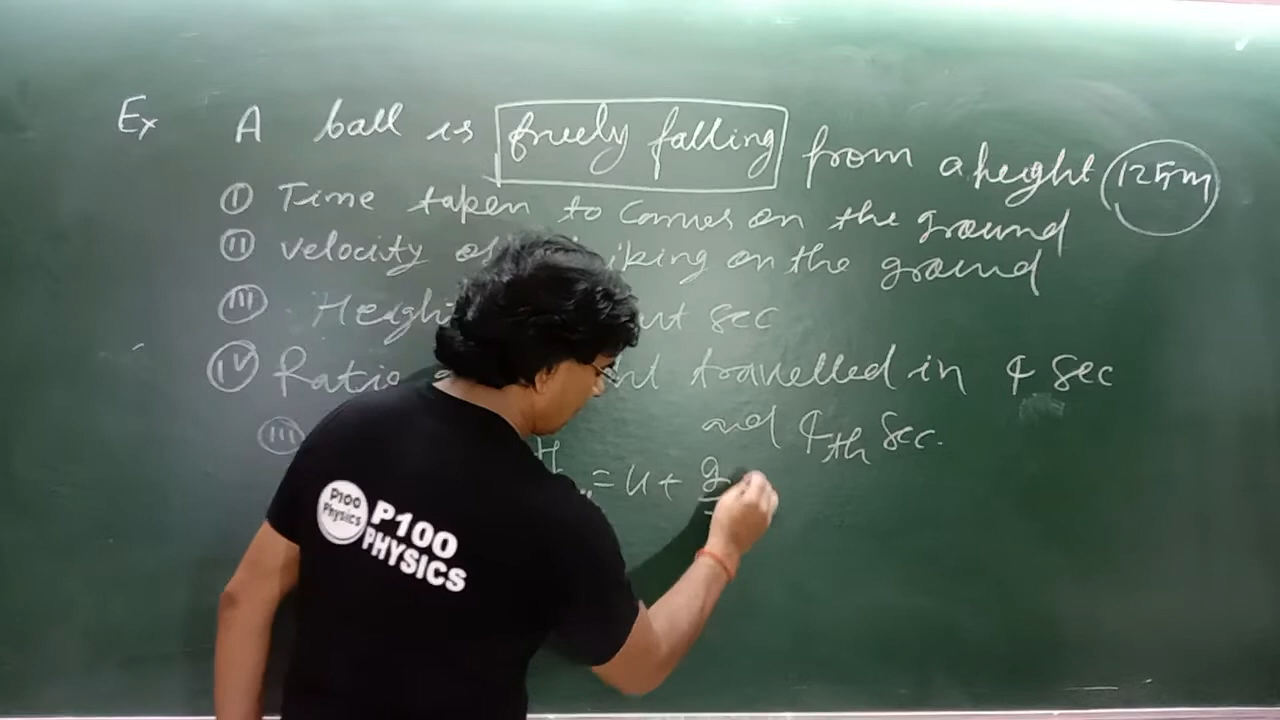 Ex A ball is freely falling from a height 125m
(I) Time taken to comes on the ground
(II) velocity of iking on the ground
(III) Heigh sec
(IV) Ratio travelled in 4 sec
and 4th Sec.
(III) H
= u + g
P100 Physics
P100 PHYSICS